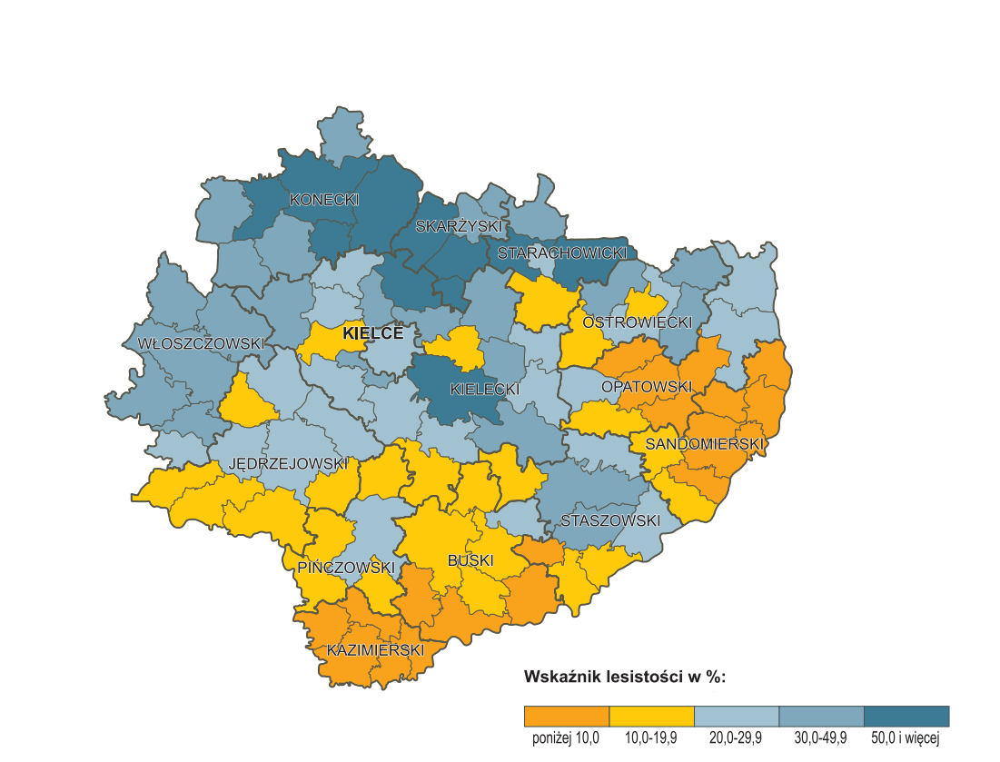 KONECKI
SKARŻYSKI
STARACHOWICKI
OSTROWIECKI
KIELCE
WŁOSZCZOWSKI
KIELECKI
OPATOWSKI
SANDOMIERSKI
JĘDRZEJOWSKI
STASZOWSKI
BUSKI
PIŃCZOWSKI
KAZIMIERSKI
Wskaźnik lesistości w %:
poniżej 10,0 10,0-19,9 20,0-29,9 30,0-49,9 50,0 i więcej